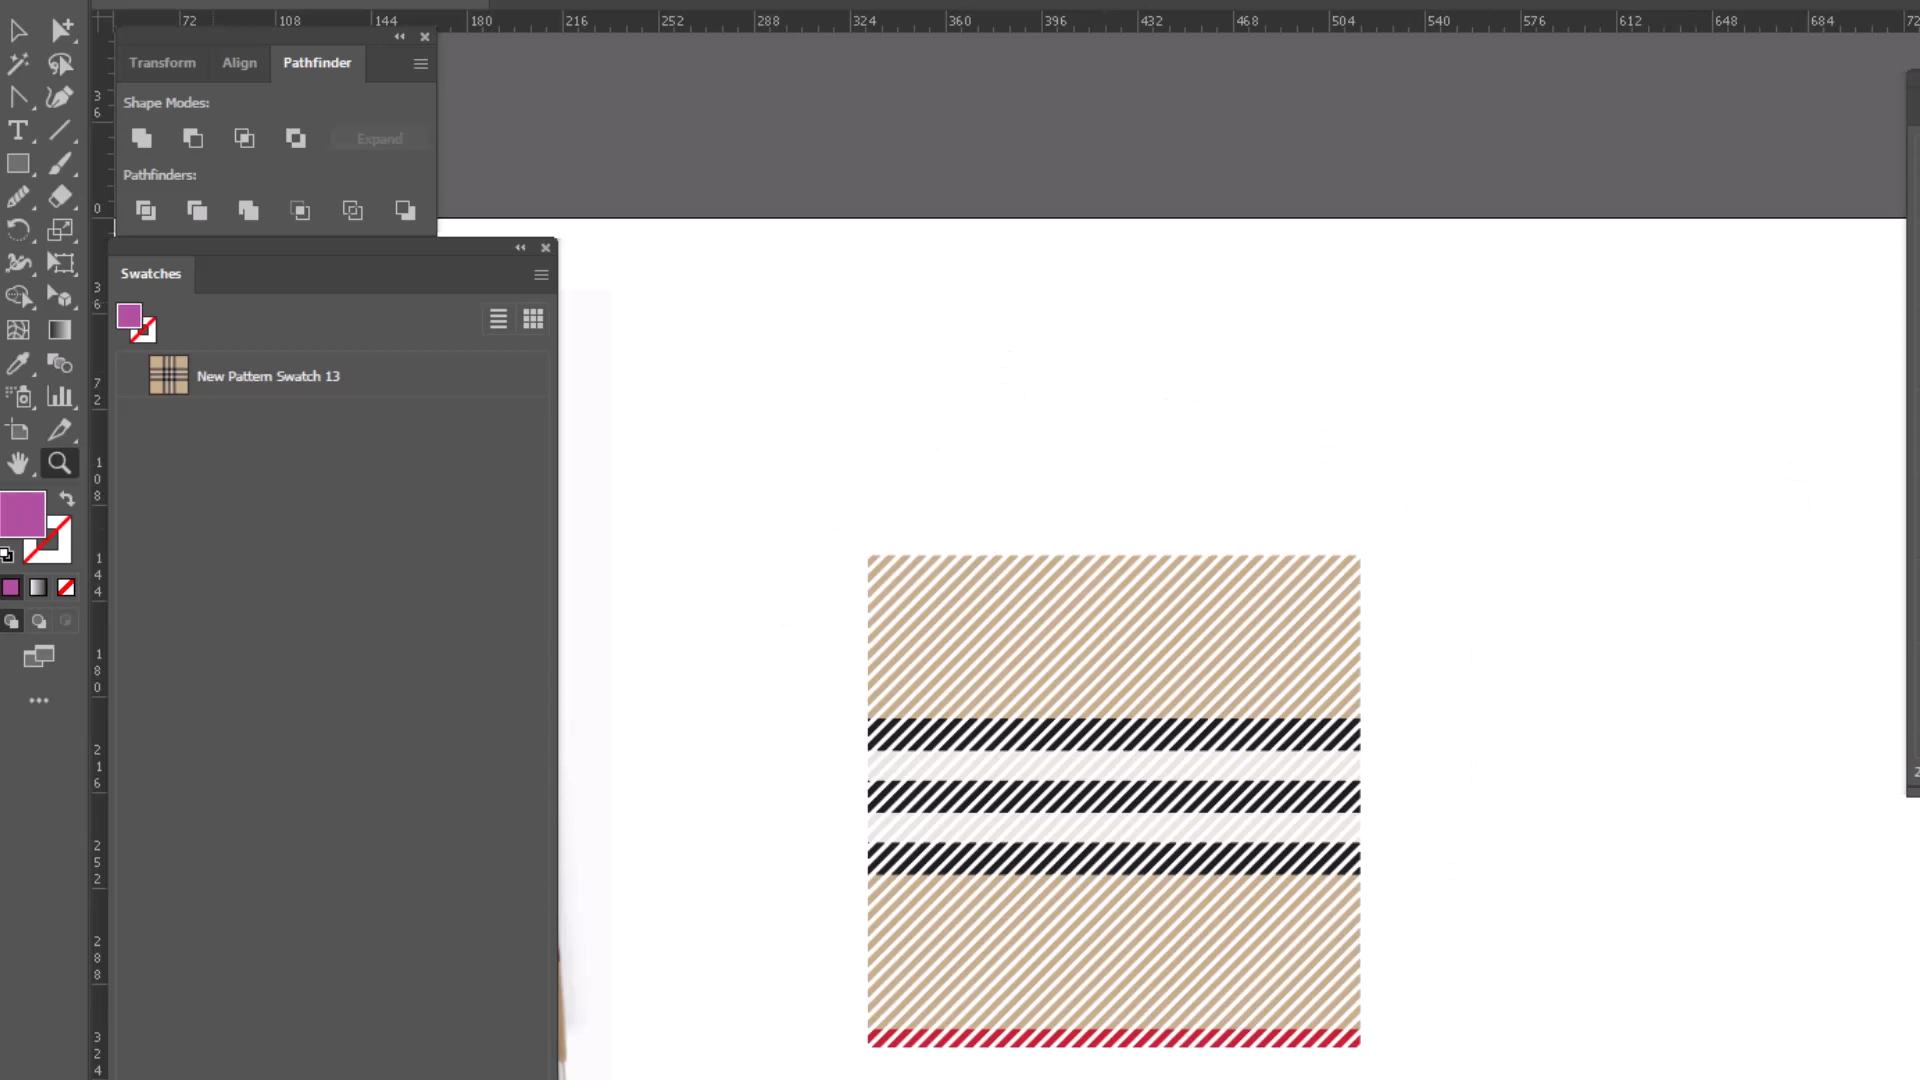 72 108 144 180 216 252 288 324 360 396 432 468 504 540 576 612 648 684 72
Transform Align Pathfinder
Shape Modes:
Expand
Pathfinders:
Swatches
New Pattern Swatch 13
36
0
36
72
108
144
180
216
252
288
324